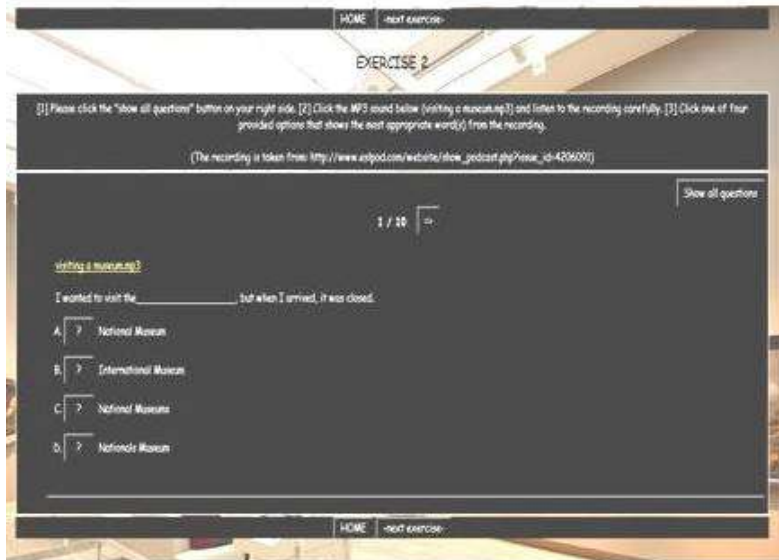 HOME -next exercise-
EXERCISE 2
[1] Please click the "show all questions" button on your right side. [2] Click the MP3 sound below (visiting a museum.mp3) and listen to the recording carefully. [3] Click one of four
provided options that shows the most appropriate word(s) from the recording.
(The recording is taken from: http://www.eslpod.com/website/show_podcast.php?issue_id=4206091)
Show all questions
1 / 10 =>
visiting a museum.mp3
I wanted to visit the____________________, but when I arrived, it was closed.
A. ? National Museum
B. ? International Museum
C. ? National Museums
D. ? Nationals Museum
HOME -next exercise-